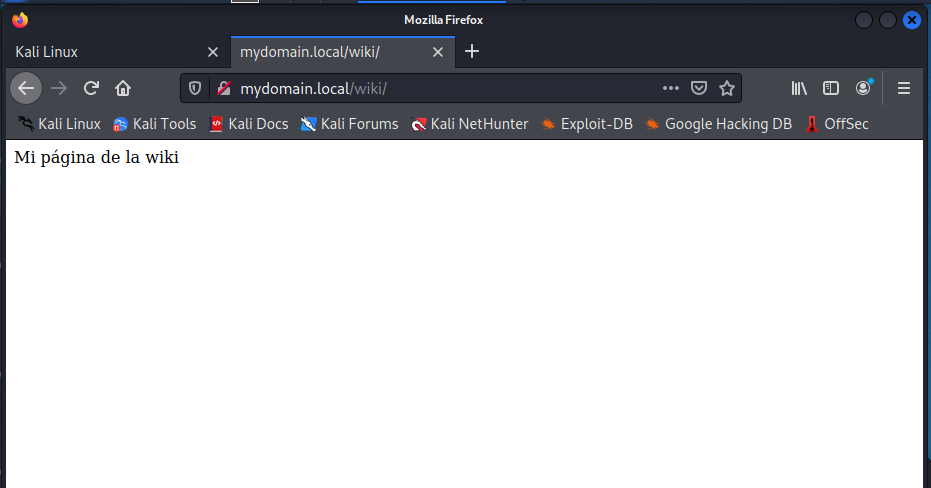 Mozilla Firefox
Kali Linux mydomain.local/wiki/
mydomain.local/wiki/
Kali Linux Kali Tools Kali Docs Kali Forums Kali NetHunter Exploit-DB Google Hacking DB OffSec
Mi página de la wiki